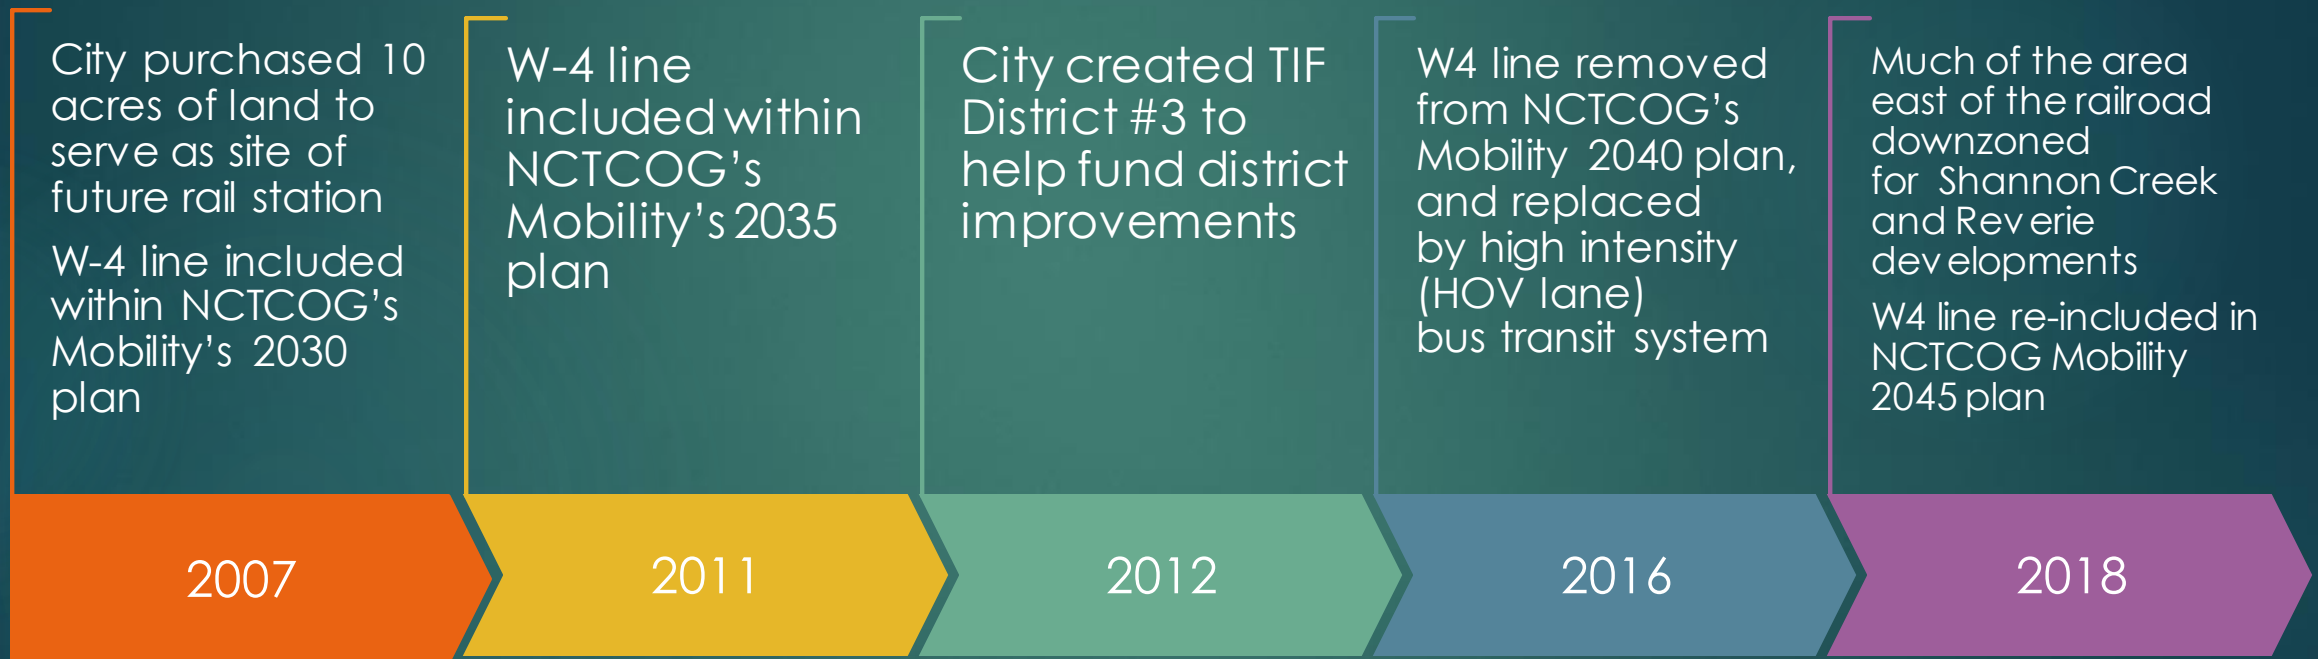 City purchased 10
acres of land to
serve as site of
future rail station
W-4 line included
within NCTCOG’s
Mobility’s 2030
plan
2007
W-4 line
included within
NCTCOG’s
Mobility’s 2035
plan
2011
City created TIF
District #3 to
help fund district
improvements
2012
W4 line removed
from NCTCOG’s
Mobility 2040 plan,
and replaced
by high intensity
(HOV lane)
bus transit system
2016
Much of the area
east of the railroad
downzoned
for Shannon Creek
and Reverie
developments
W4 line re-included in
NCTCOG Mobility
2045 plan
2018